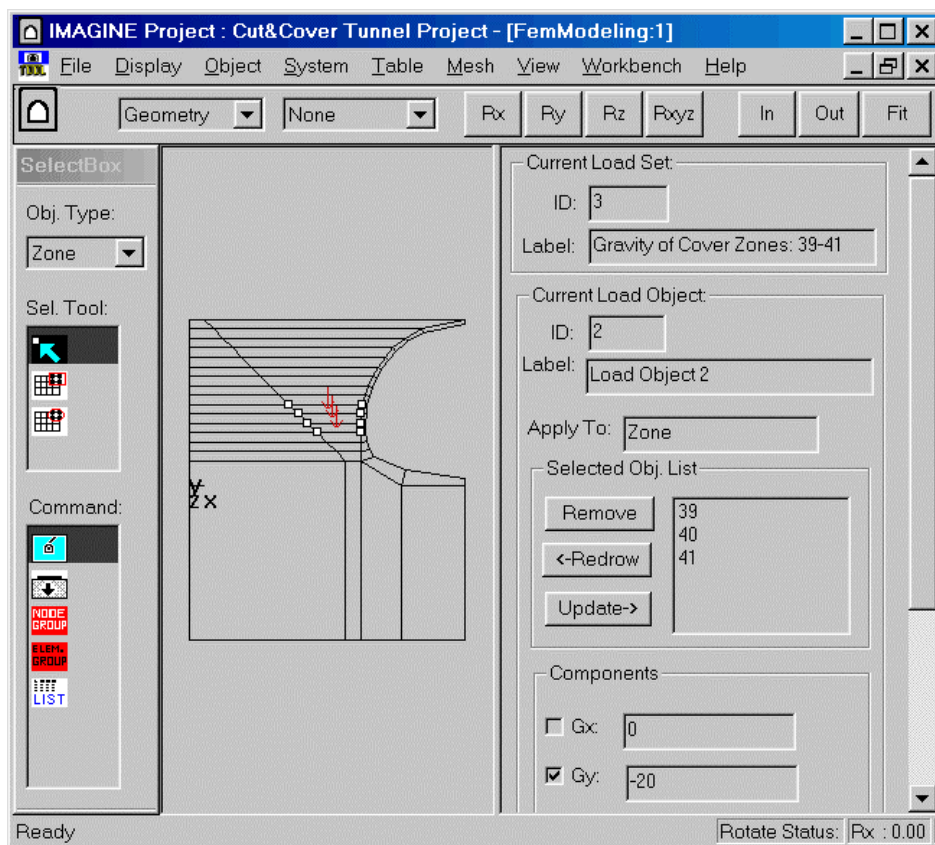 IMAGINE Project : Cut&Cover Tunnel Project - [FemModeling:1]
TOOL File Display Object System Table Mesh View Workbench Help
Geometry None Rx Ry Rz Rxyz In Out Fit
SelectBox
Obj. Type:
Zone
Sel. Tool:
Command:
NODE
GROUP
ELEM.
GROUP
LIST
y
z x
Current Load Set:
ID: 3
Label: Gravity of Cover Zones: 39-41
Current Load Object:
ID: 2
Label: Load Object 2
Apply To: Zone
Selected Obj. List
Remove
<-Redrow
Update->
39
40
41
Components
Gx: 0
Gy: -20
Ready
Rotate Status: Rx : 0.00